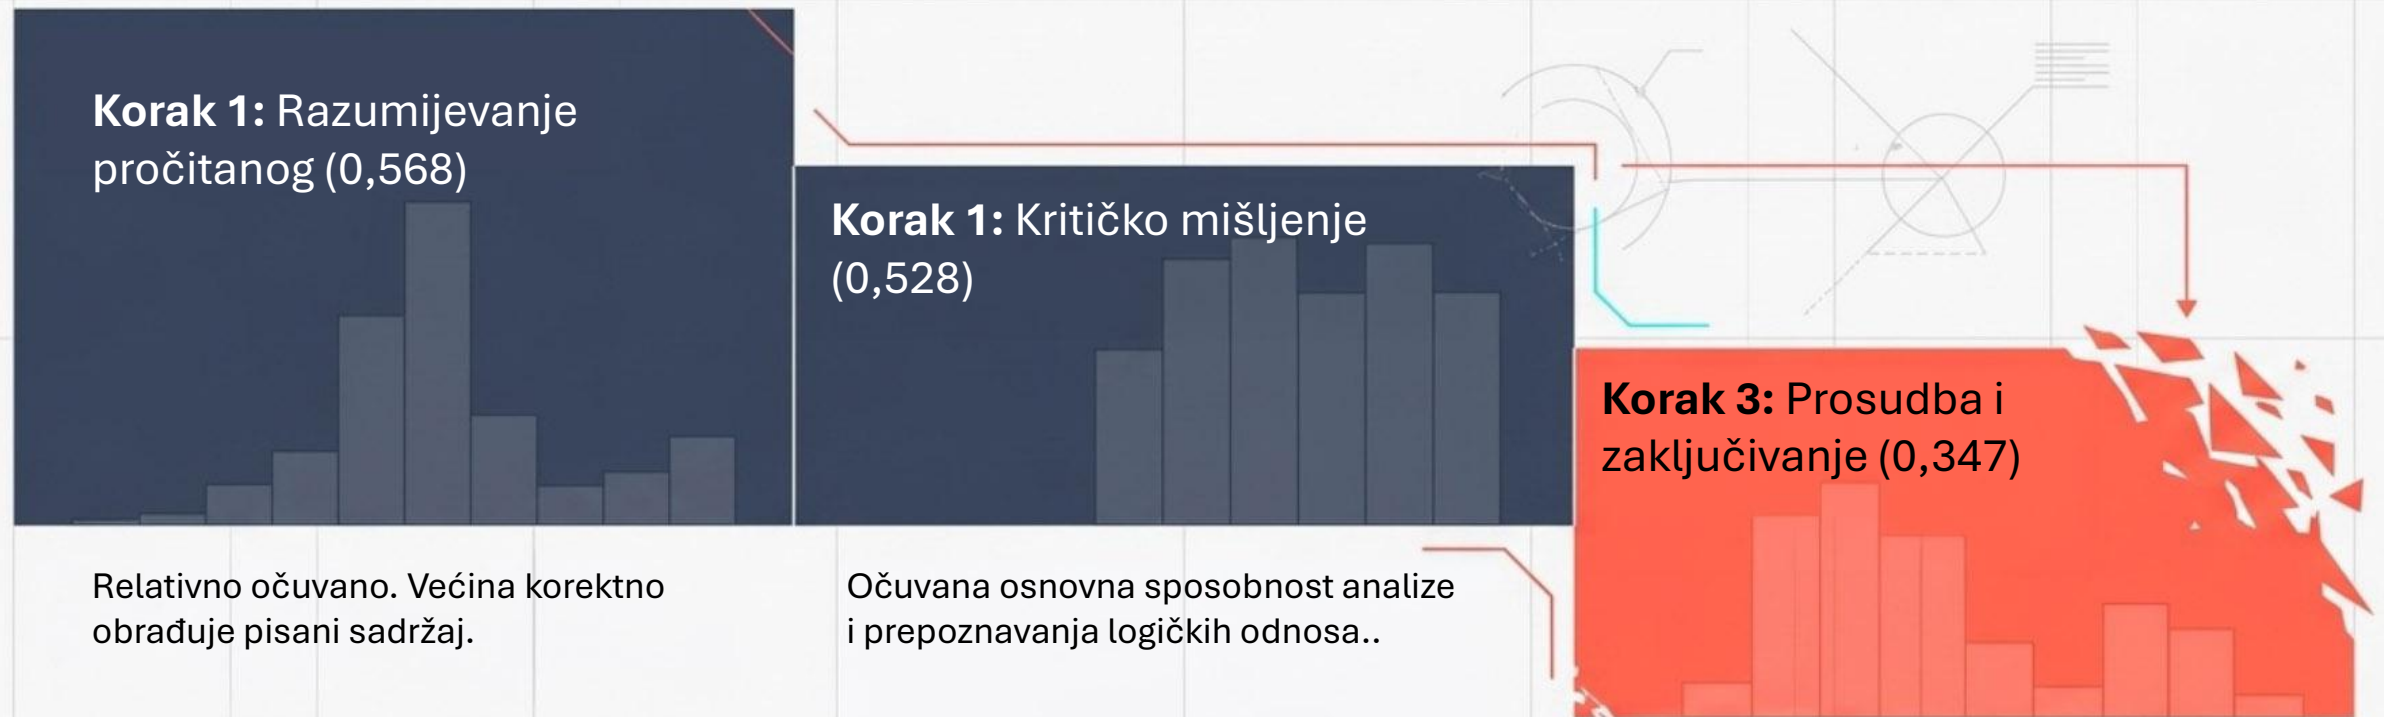 Korak 1: Razumijevanje
pročitanog (0,568)
Korak 1: Kritičko mišljenje
(0,528)
Korak 3: Prosudba i
zaključivanje (0,347)
Relativno očuvano. Većina korektno
obrađuje pisani sadržaj.
Očuvana osnovna sposobnost analize
i prepoznavanja logičkih odnosa..